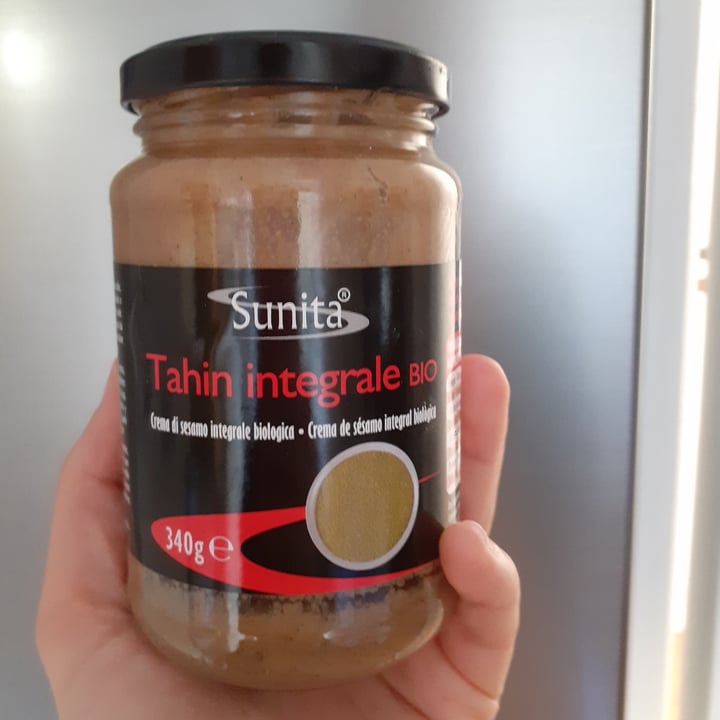 Sunita®
Tahin integrale BIO
Crema di sesamo integrale biologica • Crema de sésamo integral biológica
340g ℮